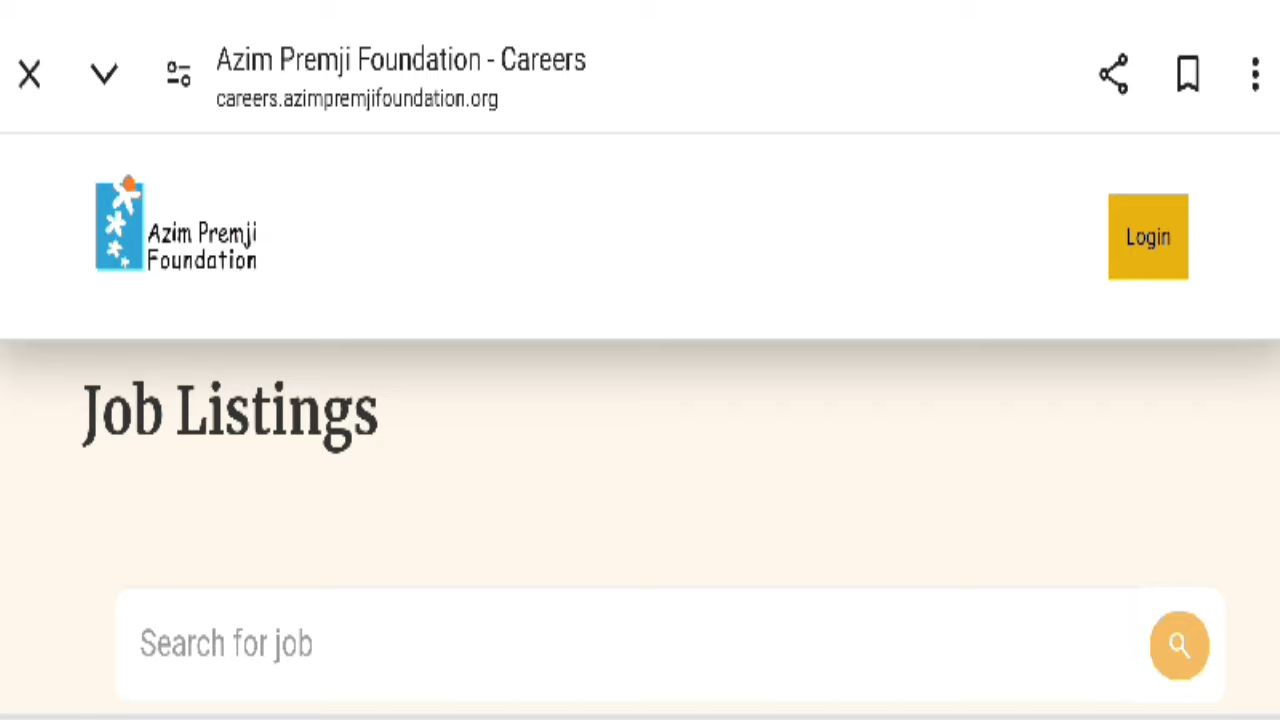 Azim Premji Foundation - Careers
careers.azimpremjifoundation.org
Azim Premji
Foundation
Login
Job Listings
Search for job